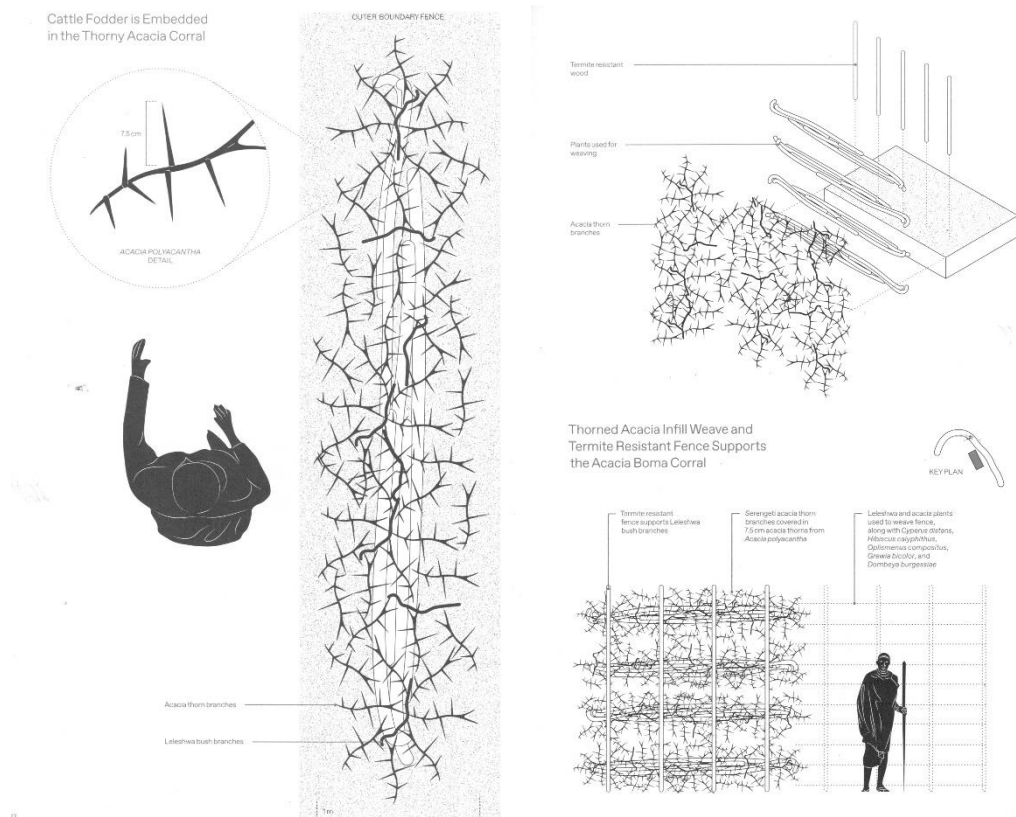 Cattle Fodder is Embedded
in the Thorny Acacia Corral
OUTER BOUNDARY FENCE
7.5 cm
ACACIA POLYACANTHA
DETAIL
Acacia thorn branches
Leleshwa bush branches
1 m
Termite resistant
wood
Plants used for
weaving
Acacia thorn
branches
Thorned Acacia Infill Weave and
Termite Resistant Fence Supports
the Acacia Boma Corral
KEY PLAN
Termite resistant
fence supports Leleshwa
bush branches
Serengeti acacia thorn
branches covered in
7.5 cm acacia thorns from
Acacia polyacantha
Leleshwa and acacia plants
used to weave fence,
along with Cyperus distans,
Hibiscus calyphthus,
Oplismenus compositus,
Grewia bicolor, and
Dombeya burgessiae